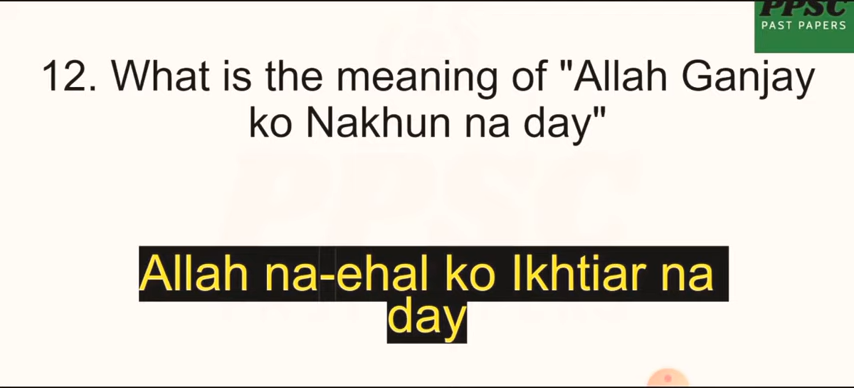 PPSC
PAST PAPERS
12. What is the meaning of "Allah Ganjay
ko Nakhun na day"
Allah na-ehal ko Ikhtiar na
day